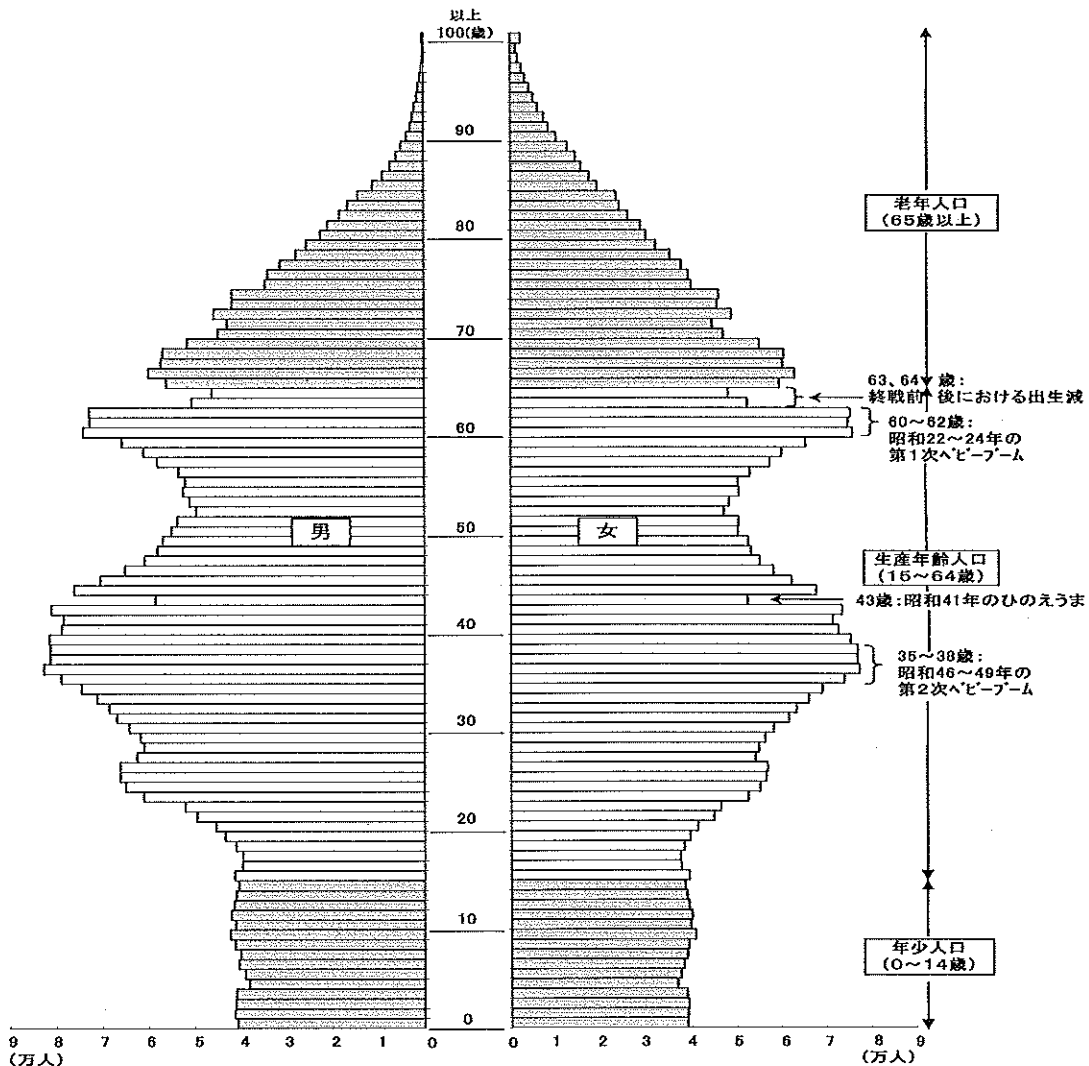 以上
100(歳)
90
80
70
60
50
40
30
20
10
0
男
女
老年人口
(65歳以上)
63、64 歳:
終戦前 後における出生減
60～62歳:
昭和22～24年の
第1次ベビーブーム
生産年齢人口
(15～64歳)
43歳:昭和41年のひのえうま
35～38歳:
昭和46～49年の
第2次ベビーブーム
年少人口
(0～14歳)
9 8 7 6 5 4 3 2 1 0
(万人)
0 1 2 3 4 5 6 7 8 9
(万人)